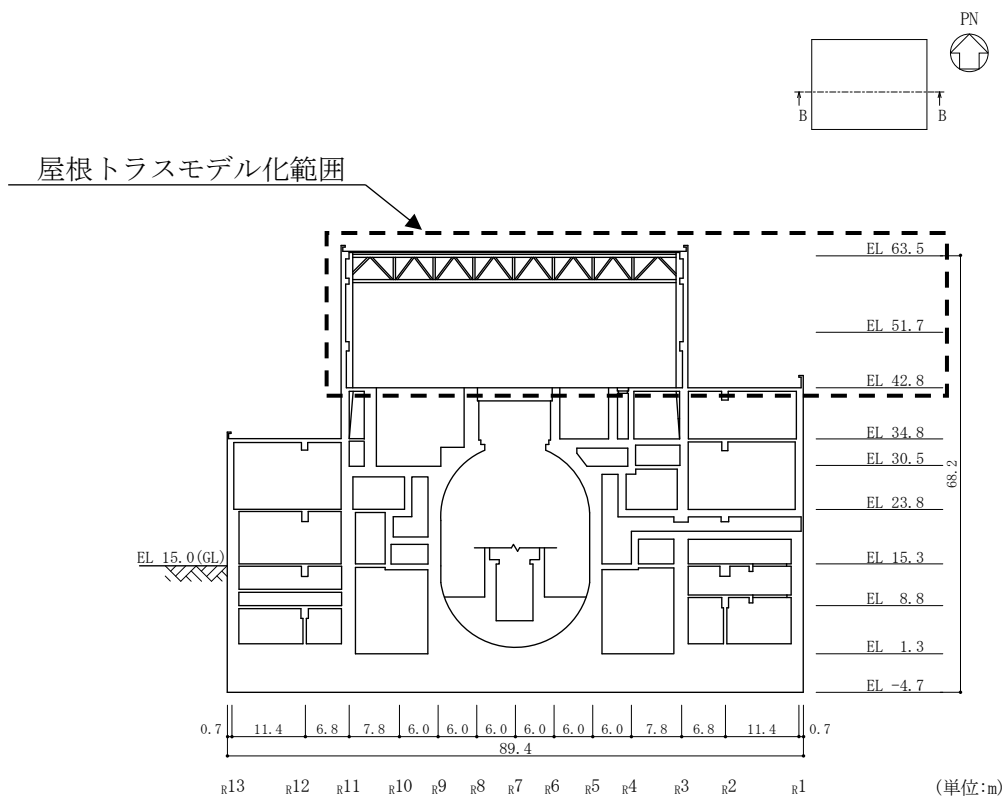 PN
B B
屋根トラスモデル化範囲
EL 63.5
EL 51.7
EL 42.8
EL 34.8
EL 30.5
68.2
EL 23.8
EL 15.0(GL)
EL 15.3
EL 8.8
EL 1.3
EL -4.7
0.7 11.4 6.8 7.8 6.0 6.0 6.0 6.0 6.0 6.0 7.8 6.8 11.4 0.7
89.4
R13 R12 R11 R10 R9 R8 R7 R6 R5 R4 R3 R2 R1 (単位:m)